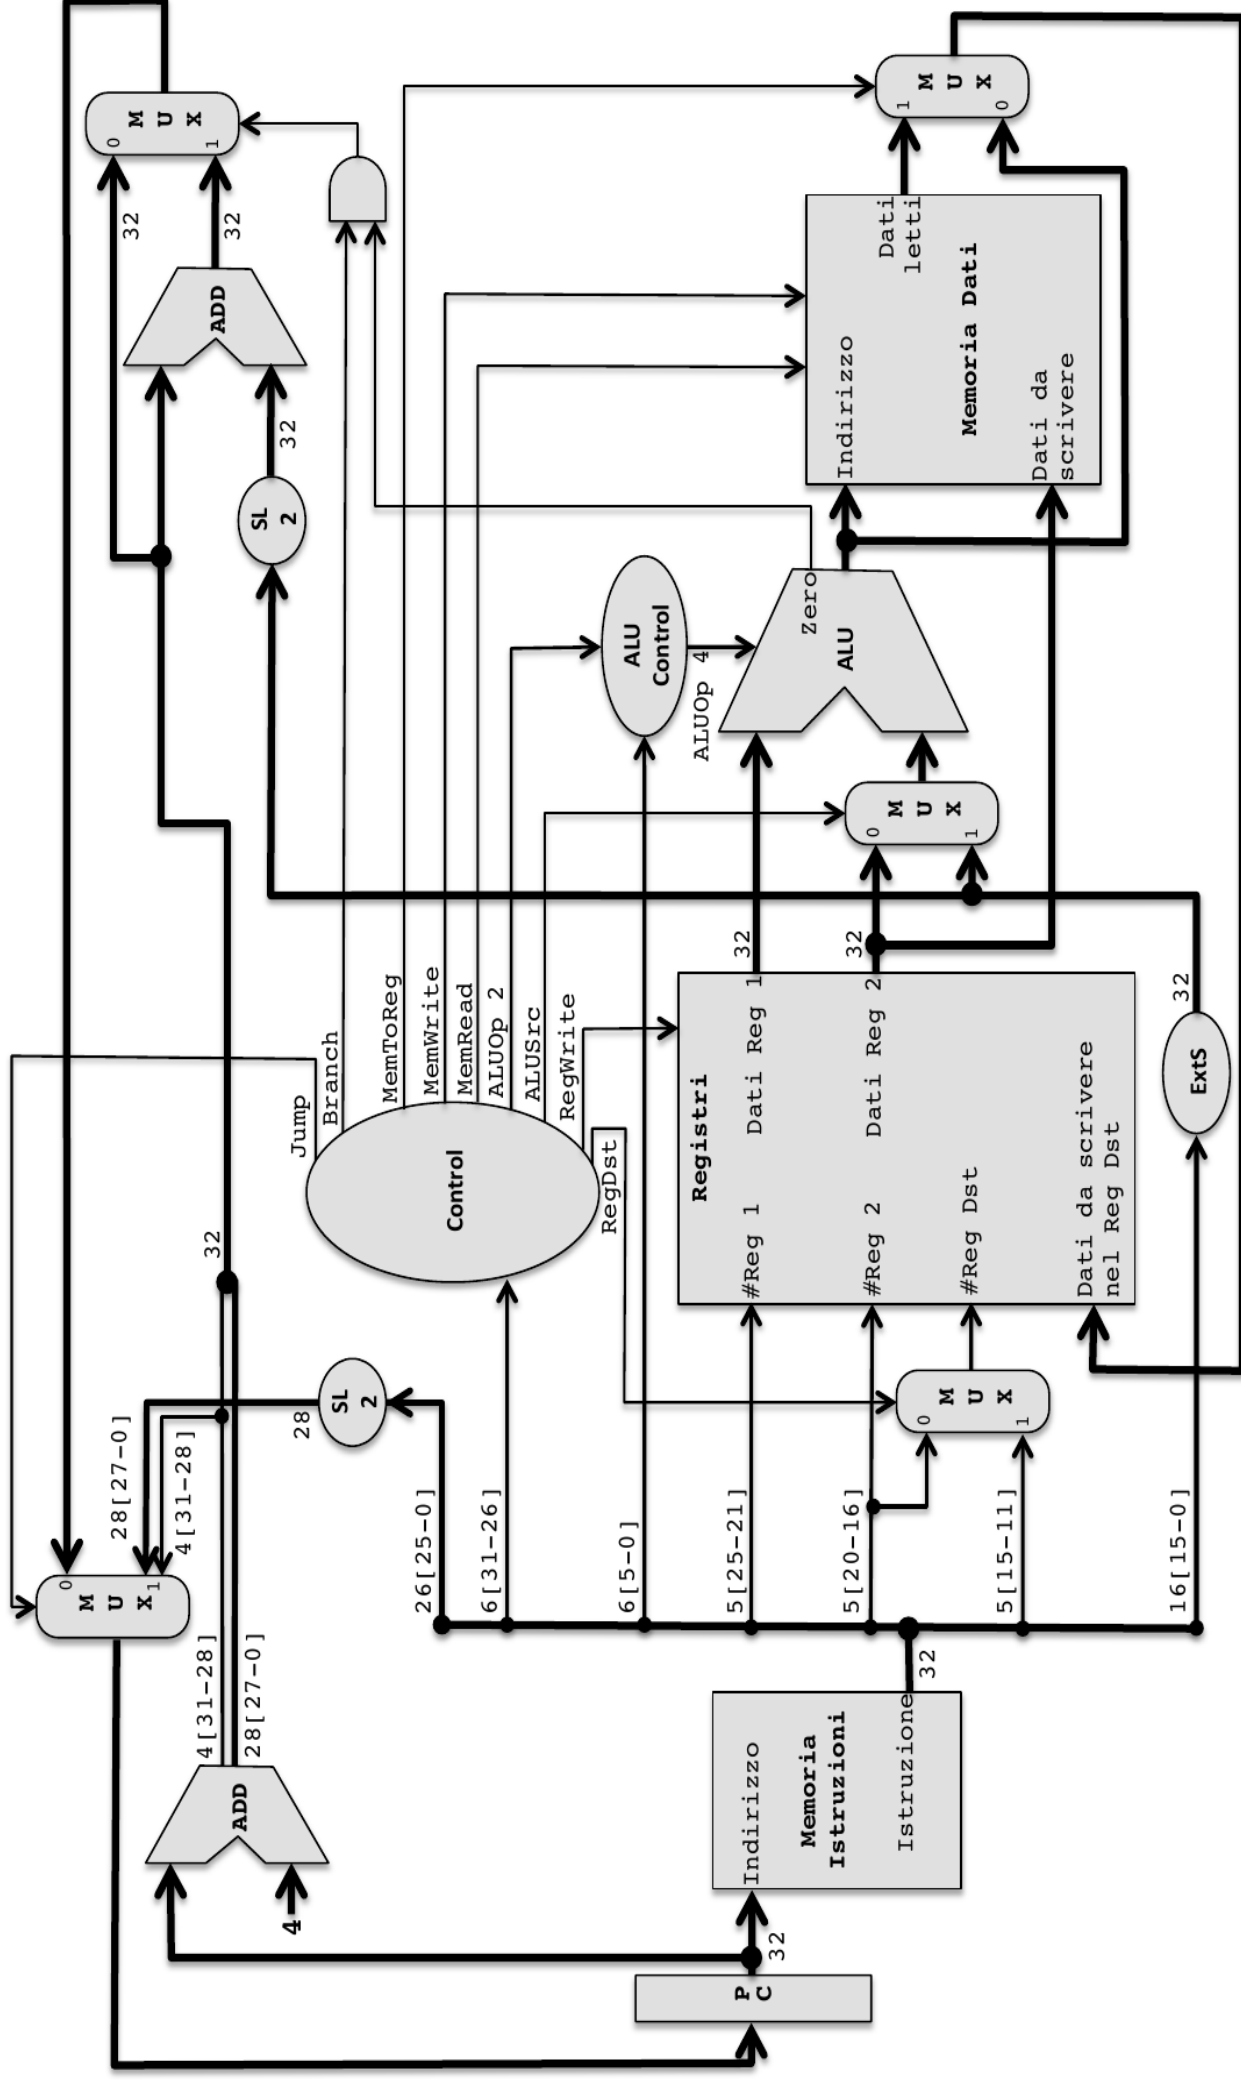 P
C
32
4
ADD
4[31-28]
28[27-0]
Indirizzo
Memoria
Istruzioni
Istruzione
32
M
U
X
0
1
28[27-0]
4[31-28]
28
SL
2
26[25-0]
6[31-26]
6[5-0]
5[25-21]
5[20-16]
5[15-11]
16[15-0]
0
M
U
X
1
32
Control
Jump
Branch
MemToReg
MemWrite
MemRead
ALUOp 2
ALUSrc
RegWrite
RegDst
Registri
#Reg 1
Dati Reg 1
#Reg 2
Dati Reg 2
#Reg Dst
Dati da scrivere
nel Reg Dst
ExtS
32
32
32
0
M
U
X
1
ALU
Control
ALUOp 4
Zero
ALU
SL
2
32
ADD
32
32
0
M
U
X
1
Indirizzo
Dati
letti
Memoria Dati
Dati da
scrivere
1
M
U
X
0